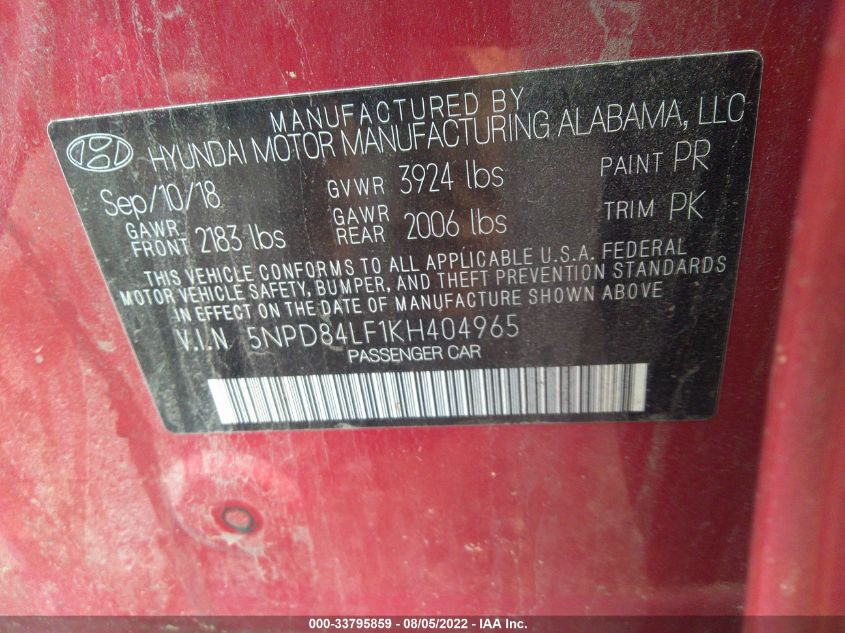 MANUFACTURED BY
HYUNDAI MOTOR MANUFACTURING ALABAMA, LLC
Sep/10/18 GVWR 3924 lbs PAINT PR
GAWR FRONT 2183 lbs GAWR REAR 2006 lbs TRIM PK
THIS VEHICLE CONFORMS TO ALL APPLICABLE U.S.A. FEDERAL
MOTOR VEHICLE SAFETY, BUMPER, AND THEFT PREVENTION STANDARDS
IN EFFECT ON THE DATE OF MANUFACTURE SHOWN ABOVE
V.I.N 5NPD84LF1KH404965
PASSENGER CAR
000-33795859 - 08/05/2022 - IAA Inc.